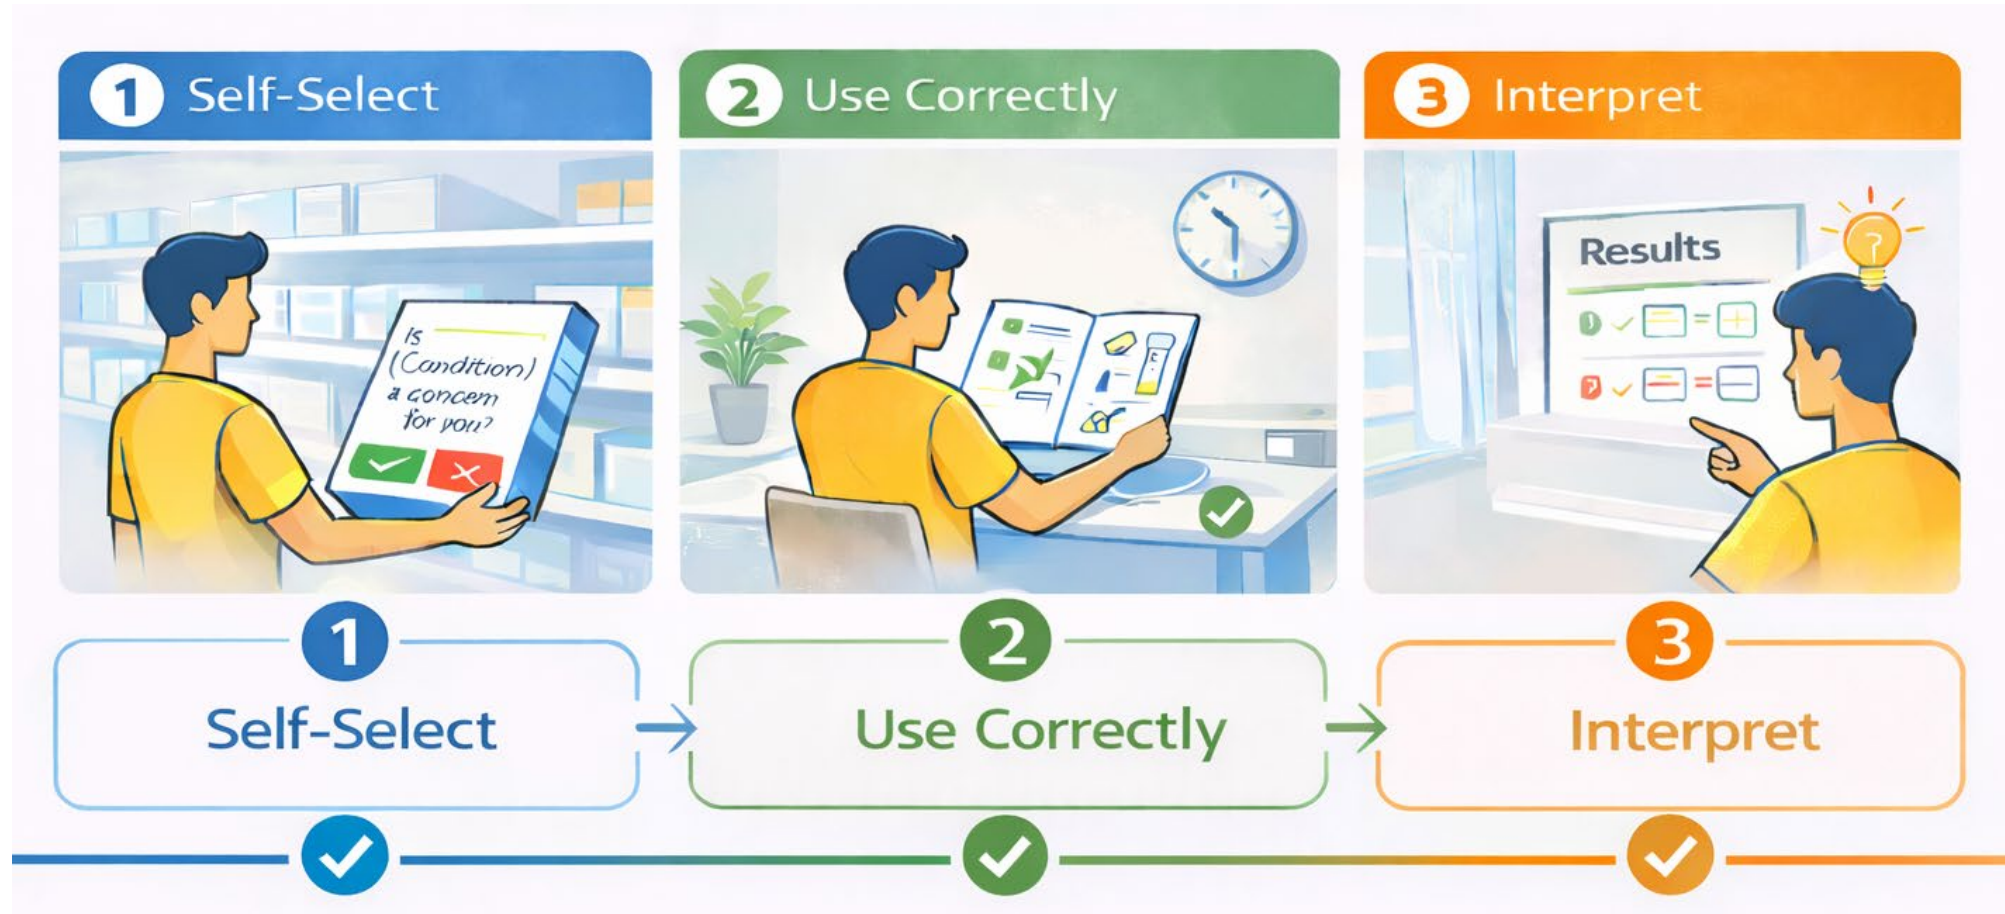 1 Self-Select
2 Use Correctly
3 Interpret
Is
(Condition)
a concem
for you?
Results
1
Self-Select
2
Use Correctly
3
Interpret